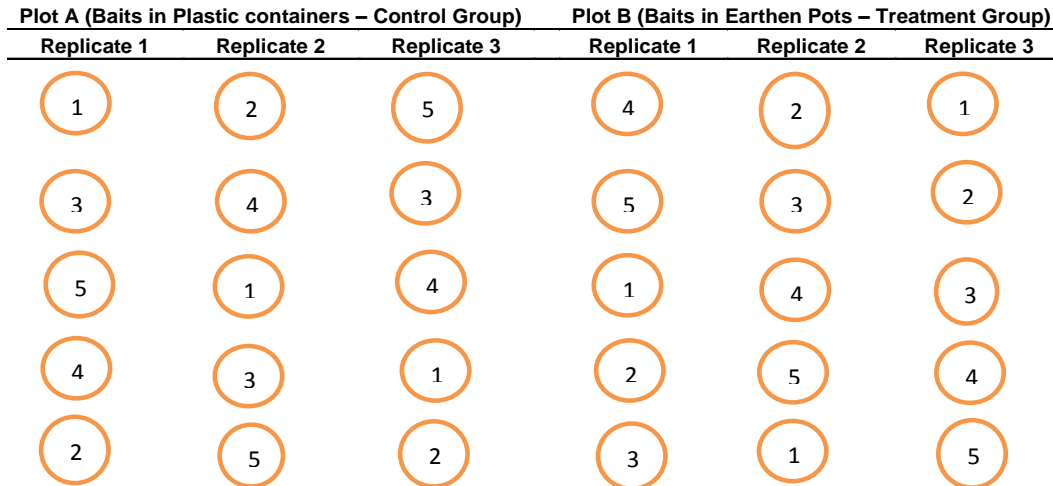 Plot A (Baits in Plastic containers – Control Group) Plot B (Baits in Earthen Pots – Treatment Group)
Replicate 1 Replicate 2 Replicate 3 Replicate 1 Replicate 2 Replicate 3
1 2 5 4 2 1
3 4 3 5 3 2
5 1 4 1 4 3
4 3 1 2 5 4
2 5 2 3 1 5